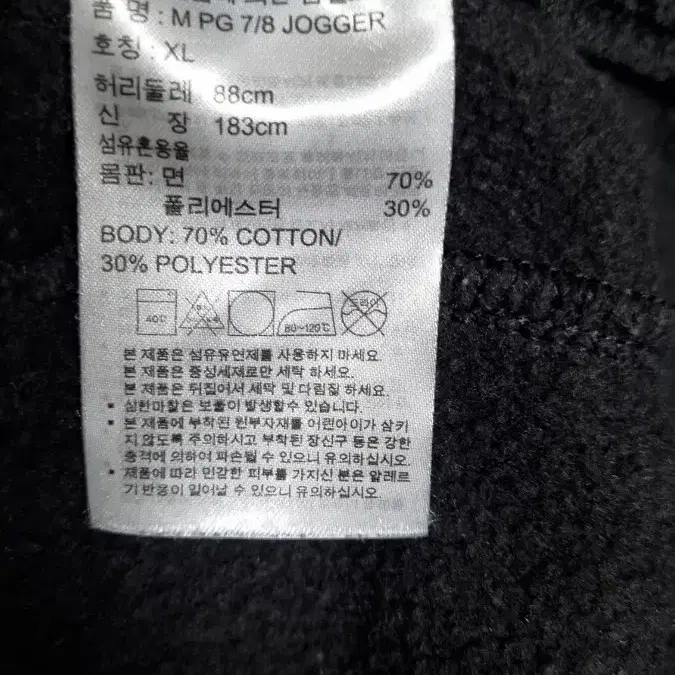 품 명 : M PG 7/8 JOGGER
호칭 : XL
허리둘레 88cm
신 장 183cm
섬유혼용율
몸판: 면 70%
폴리에스터 30%
BODY: 70% COTTON/
30% POLYESTER
40℃ 80~120℃ 드라이
본 제품은 섬유유연제를 사용하지 마세요.
본 제품은 중성세제로만 세탁 하세요.
본 제품은 뒤집어서 세탁 및 다림질 하세요.
▪ 심한마찰은 보풀이 발생할수 있습니다.
▪ 본 제품에 부착된 원부자재를 어린아이가 삼키
지 않도록 주의하시고 부착된 장신구 등은 강한
충격에 의하여 파손될 수 있으니 유의하십시오.
▪ 제품에 따라 민감한 피부를 가지신 분은 알레르
기 반응이 일어날 수 있으니 유의하십시오.